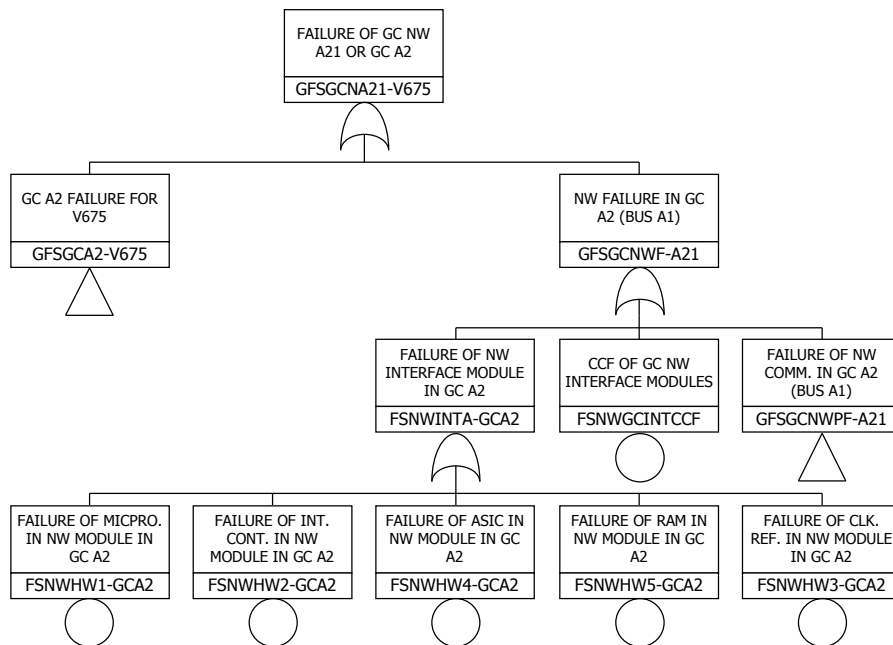 FAILURE OF GC NW
A21 OR GC A2
GFSGCNA21-V675
GC A2 FAILURE FOR
V675
GFSGCA2-V675
NW FAILURE IN GC
A2 (BUS A1)
GFSGCNWF-A21
FAILURE OF NW
INTERFACE MODULE
IN GC A2
FSNWINTA-GCA2
CCF OF GC NW
INTERFACE MODULES
FSNWGCINTCCF
FAILURE OF NW
COMM. IN GC A2
(BUS A1)
GFSGCNWPF-A21
FAILURE OF MICPRO.
IN NW MODULE IN
GC A2
FSNWHW1-GCA2
FAILURE OF INT.
CONT. IN NW
MODULE IN GC A2
FSNWHW2-GCA2
FAILURE OF ASIC IN
NW MODULE IN GC
A2
FSNWHW4-GCA2
FAILURE OF RAM IN
NW MODULE IN GC
A2
FSNWHW5-GCA2
FAILURE OF CLK.
REF. IN NW MODULE
IN GC A2
FSNWHW3-GCA2